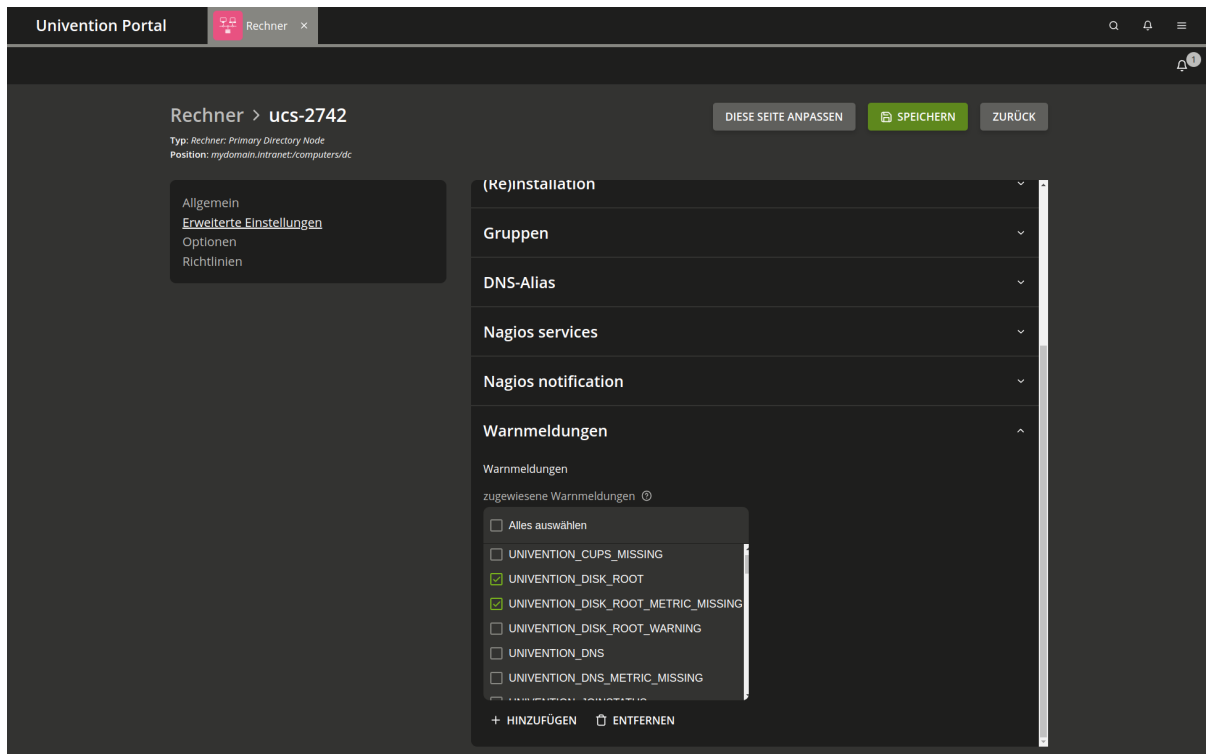 Univention Portal
Rechner ×
1
Rechner > ucs-2742
DIESE SEITE ANPASSEN
SPEICHERN
ZURÜCK
Typ: Rechner: Primary Directory Node
Position: mydomain.intranet:/computers/dc
Allgemein
Erweiterte Einstellungen
Optionen
Richtlinien
(Re)installation
Gruppen
DNS-Alias
Nagios services
Nagios notification
Warnmeldungen
Warnmeldungen
zugewiesene Warnmeldungen
Alles auswählen
UNIVENTION_CUPS_MISSING
UNIVENTION_DISK_ROOT
UNIVENTION_DISK_ROOT_METRIC_MISSING
UNIVENTION_DISK_ROOT_WARNING
UNIVENTION_DNS
UNIVENTION_DNS_METRIC_MISSING
UNIVENTION_JOINSTATUS
+ HINZUFÜGEN
ENTFERNEN